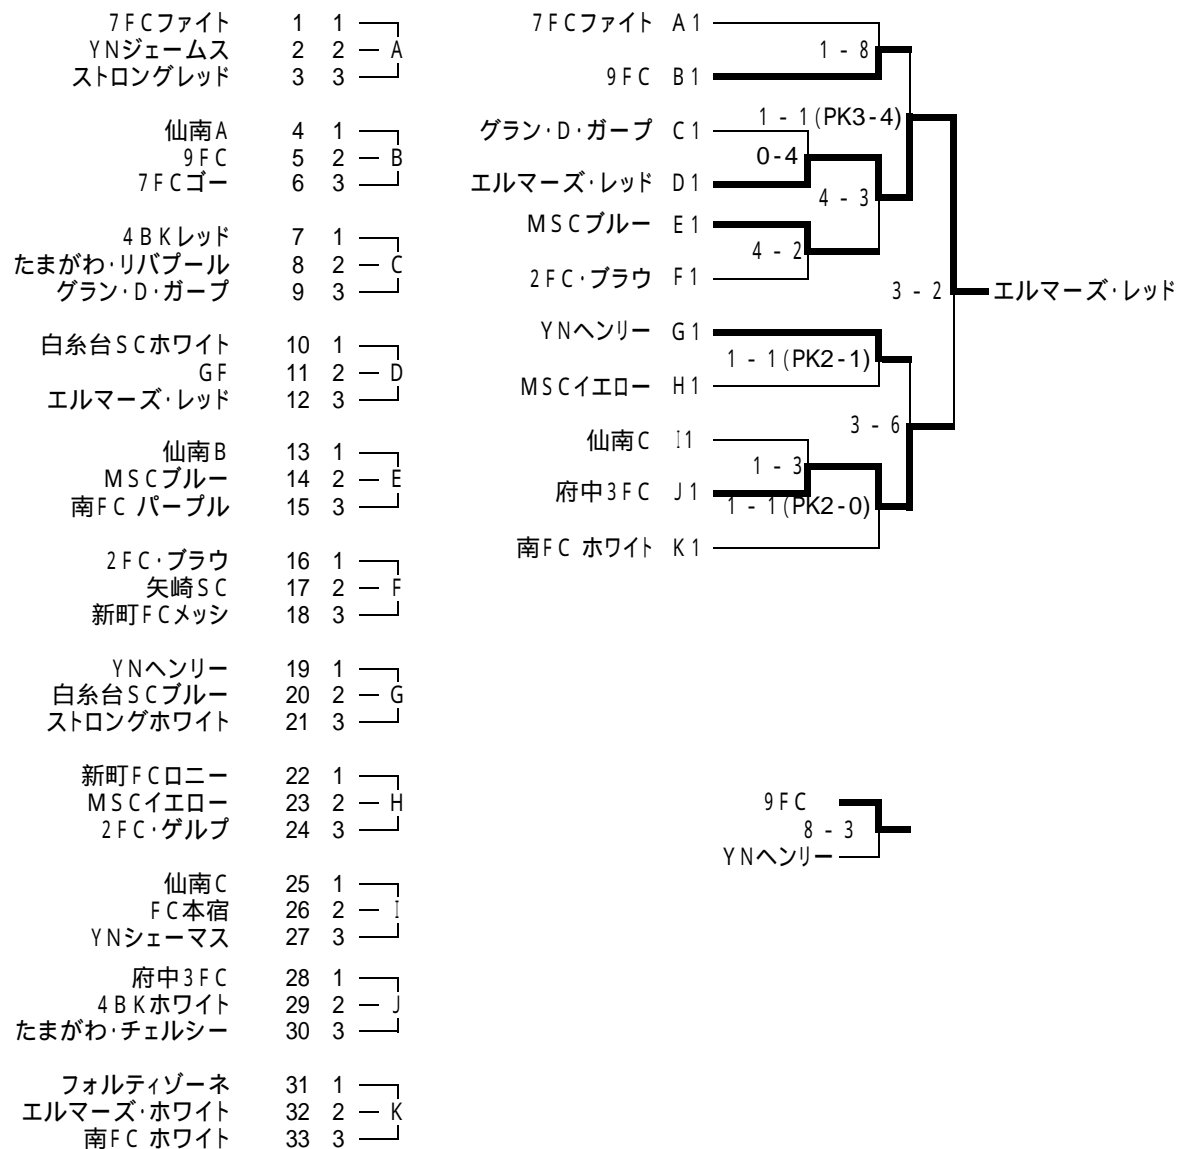 7FCファイト 1 1
YNジェームス 2 2 A
ストロングレッド 3 3
仙南A 4 1
9FC 5 2 B
7FCゴー 6 3
4BKレッド 7 1
たまがわ・リバプール 8 2 C
グラン・D・ガープ 9 3
白糸台SCホワイト 10 1
GF 11 2 D
エルマーズ・レッド 12 3
仙南B 13 1
MSCブルー 14 2 E
南FC パープル 15 3
2FC・ブラウ 16 1
矢崎SC 17 2 F
新町FCメッシ 18 3
YNヘンリー 19 1
白糸台SCブルー 20 2 G
ストロングホワイト 21 3
新町FCロニー 22 1
MSCイエロー 23 2 H
2FC・ゲルプ 24 3
仙南C 25 1
FC本宿 26 2 I
YNシェーマス 27 3
府中3FC 28 1
4BKホワイト 29 2 J
たまがわ・チェルシー 30 3
フォルティゾーネ 31 1
エルマーズ・ホワイト 32 2 K
南FC ホワイト 33 3
7FCファイト A1
1 - 8
9FC B1
1 - 1(PK3-4)
グラン・D・ガープ C1
0-4
エルマーズ・レッド D1
4 - 3
MSCブルー E1
4 - 2
2FC・ブラウ F1
3 - 2 エルマーズ・レッド
YNヘンリー G1
1 - 1(PK2-1)
MSCイエロー H1
3 - 6
仙南C I1
1 - 3
府中3FC J1
1 - 1(PK2-0)
南FC ホワイト K1
9FC
8 - 3
YNヘンリー